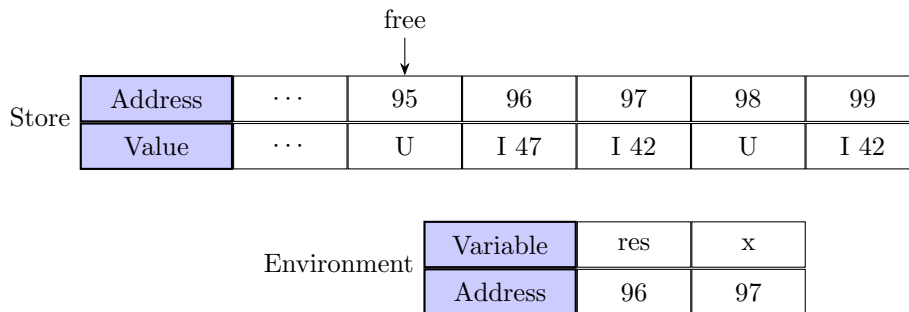 free
Store
Address ··· 95 96 97 98 99
Value ··· U I 47 I 42 U I 42
Environment
Variable res x
Address 96 97